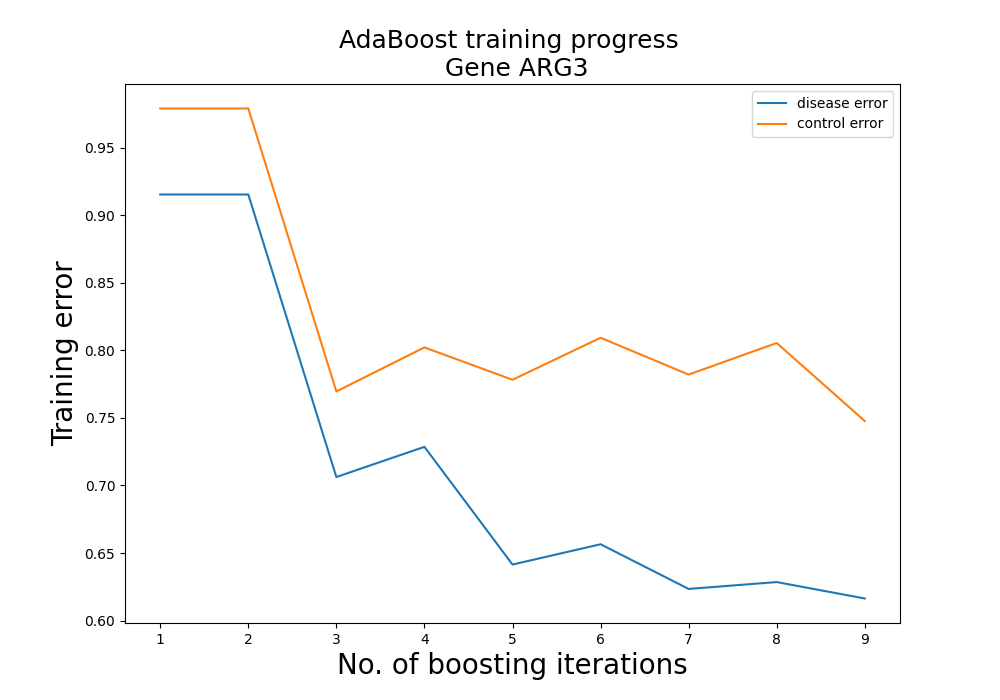 AdaBoost training progress
Gene ARG3
disease error
control error
Training error
0.95
0.90
0.85
0.80
0.75
0.70
0.65
0.60
1 2 3 4 5 6 7 8 9
No. of boosting iterations